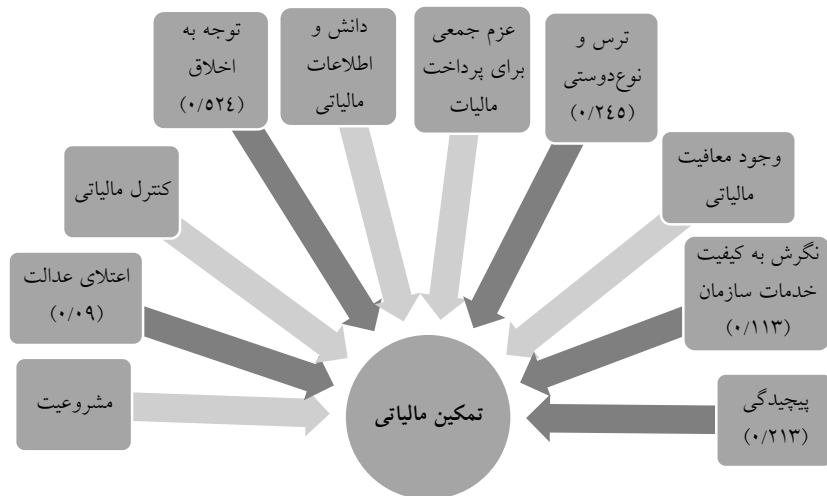 توجه به
اخلاق
(۰/۵۲٤)
دانش و
اطلاعات
مالیاتی
عزم جمعی
برای پرداخت
مالیات
ترس و
نوع‌دوستی
(۰/۲٤٥)
وجود معافیت
مالیاتی
کنترل مالیاتی
نگرش به کیفیت
خدمات سازمان
(۰/۱۱۳)
اعتلای عدالت
(۰/۰۹)
پیچیدگی
(۰/۲۱۳)
مشروعیت
تمکین مالیاتی